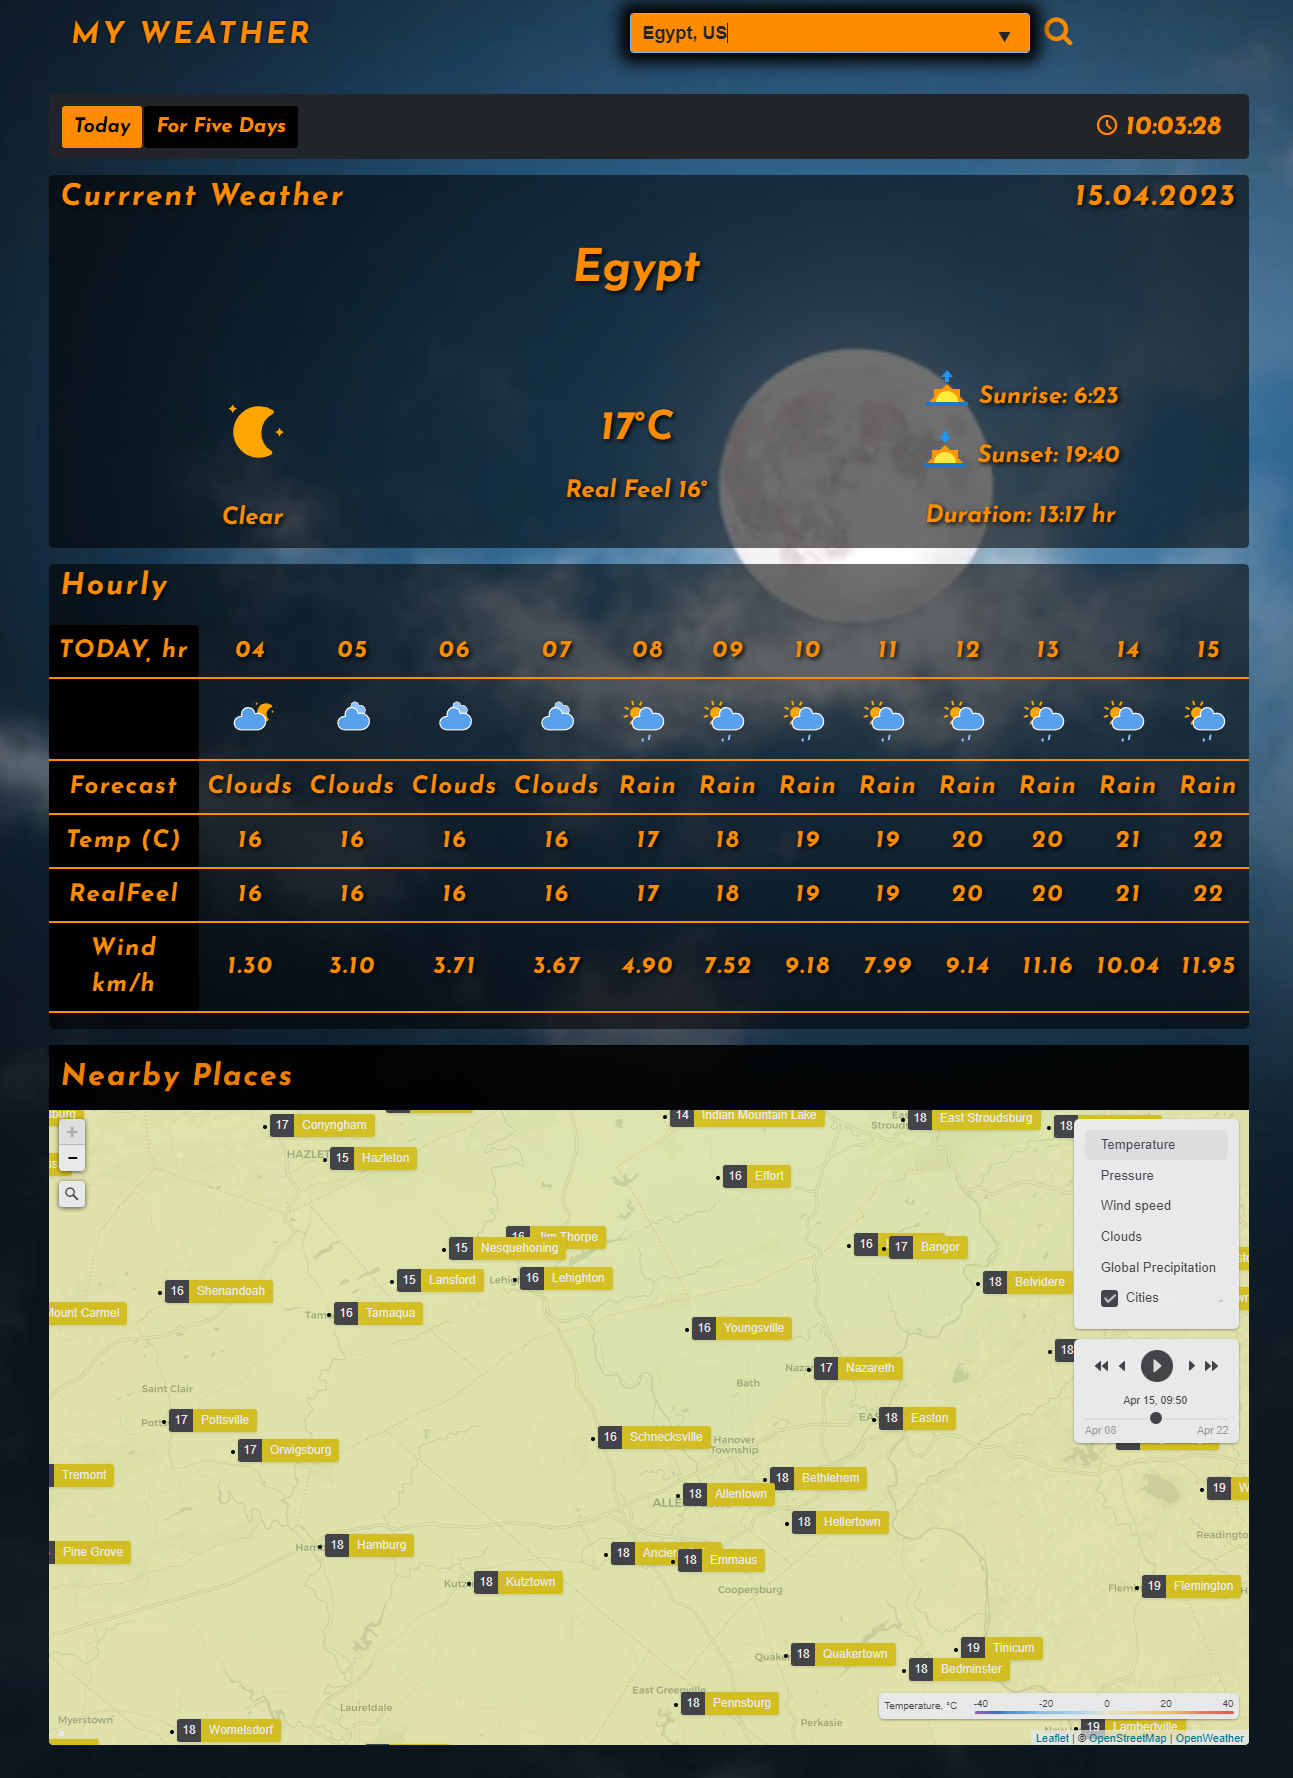 MY WEATHER
Egypt, US
Today
For Five Days
10:03:28
Currrent Weather
15.04.2023
Egypt
Clear
17°C
Real Feel 16°
Sunrise: 6:23
Sunset: 19:40
Duration: 13:17 hr
Hourly
TODAY, hr 04 05 06 07 08 09 10 11 12 13 14 15
Forecast Clouds Clouds Clouds Clouds Rain Rain Rain Rain Rain Rain Rain Rain
Temp (C) 16 16 16 16 17 18 19 19 20 20 21 22
RealFeel 16 16 16 16 17 18 19 19 20 20 21 22
Wind
km/h
1.30 3.10 3.71 3.67 4.90 7.52 9.18 7.99 9.14 11.16 10.04 11.95
Nearby Places
+
−
17 Conyngham
14 Indian Mountain Lake
18 East Stroudsburg
18
15 Hazleton
16 Effort
16 Jim Thorpe
15 Nesquehoning
16
17 Bangor
15 Lansford
16 Lehighton
18 Belvidere
16 Shenandoah
Mount Carmel
16 Tamaqua
16 Youngsville
18
17 Nazareth
Bath
Saint Clair
17 Pottsville
18 Easton
17 Orwigsburg
16 Schnecksville
Hanover
Township
Tremont
18 Bethlehem
18 Allentown
19
18 Hellertown
18 Hamburg
Readingto
Pine Grove
18
18 Emmaus
18 Kutztown
Coopersburg
19 Flemington
19 Tinicum
18 Quakertown
18 Bedminster
East Greenville
18 Pennsburg
Laureldale
Myerstown
18 Womelsdorf
Perkasie
19 Lambertville
Temperature
Pressure
Wind speed
Clouds
Global Precipitation
Cities
Apr 15, 09:50
Apr 08
Apr 22
Temperature, °C -40 -20 0 20 40
Leaflet | © OpenStreetMap | OpenWeather